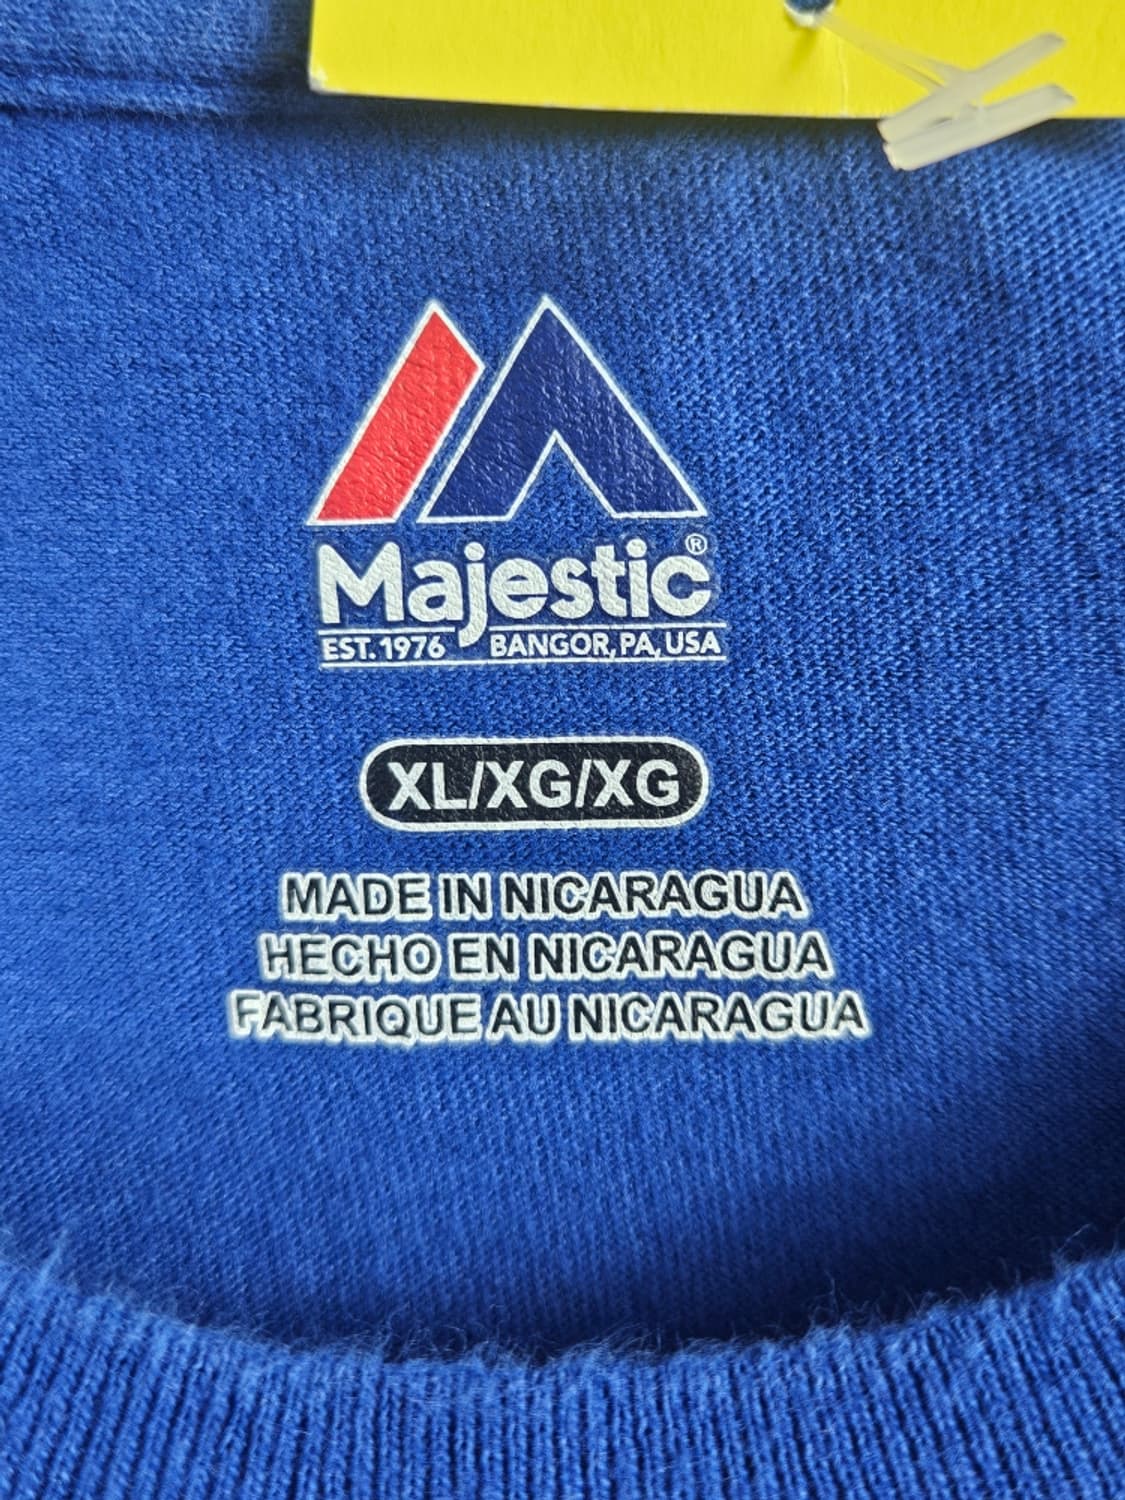 Majestic®
EST. 1976 BANGOR, PA, USA
XL/XG/XG
MADE IN NICARAGUA
HECHO EN NICARAGUA
FABRIQUE AU NICARAGUA